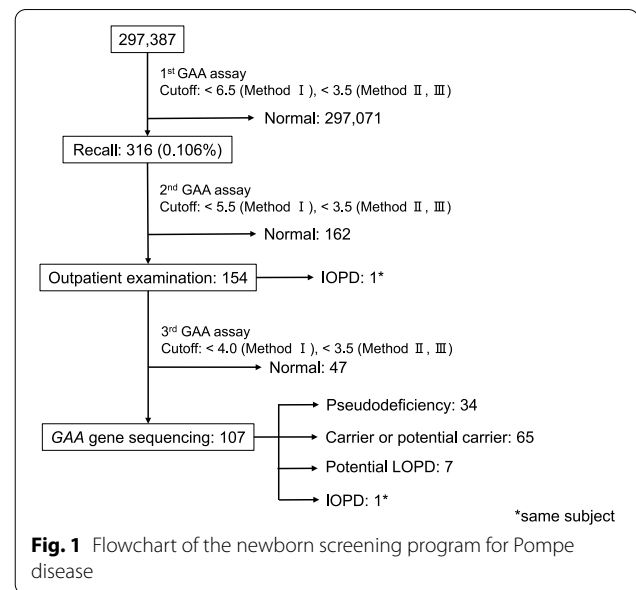 297,387
1st GAA assay
Cutoff: < 6.5 (Method Ⅰ), < 3.5 (Method Ⅱ, Ⅲ)
Normal: 297,071
Recall: 316 (0.106%)
2nd GAA assay
Cutoff: < 5.5 (Method Ⅰ), < 3.5 (Method Ⅱ, Ⅲ)
Normal: 162
Outpatient examination: 154
IOPD: 1*
3rd GAA assay
Cutoff: < 4.0 (Method Ⅰ), < 3.5 (Method Ⅱ, Ⅲ)
Normal: 47
Pseudodeficiency: 34
GAA gene sequencing: 107
Carrier or potential carrier: 65
Potential LOPD: 7
IOPD: 1*
*same subject
Fig. 1 Flowchart of the newborn screening program for Pompe
disease